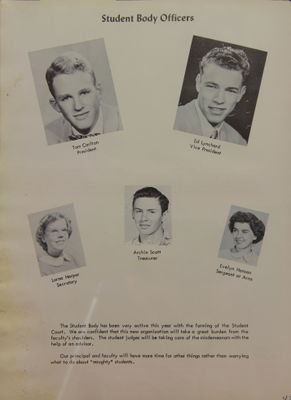 Student Body Officers
Tom Carlton
President
Ed Lynchard
Vice President
Archie Scott
Treasurer
Lorne Harper
Secretary
Evelyn Hannon
Sergeant at Arms
The Student Body has been very active this year with the forming of the Student
Court. We are confident that this new organization will take a great burden from the
faculty's shoulders. The student judges will be taking care of the misdemeanors with the
help of an advisor.
Our principal and faculty will have more time for other things rather than worrying
what to do about "naughty" students.